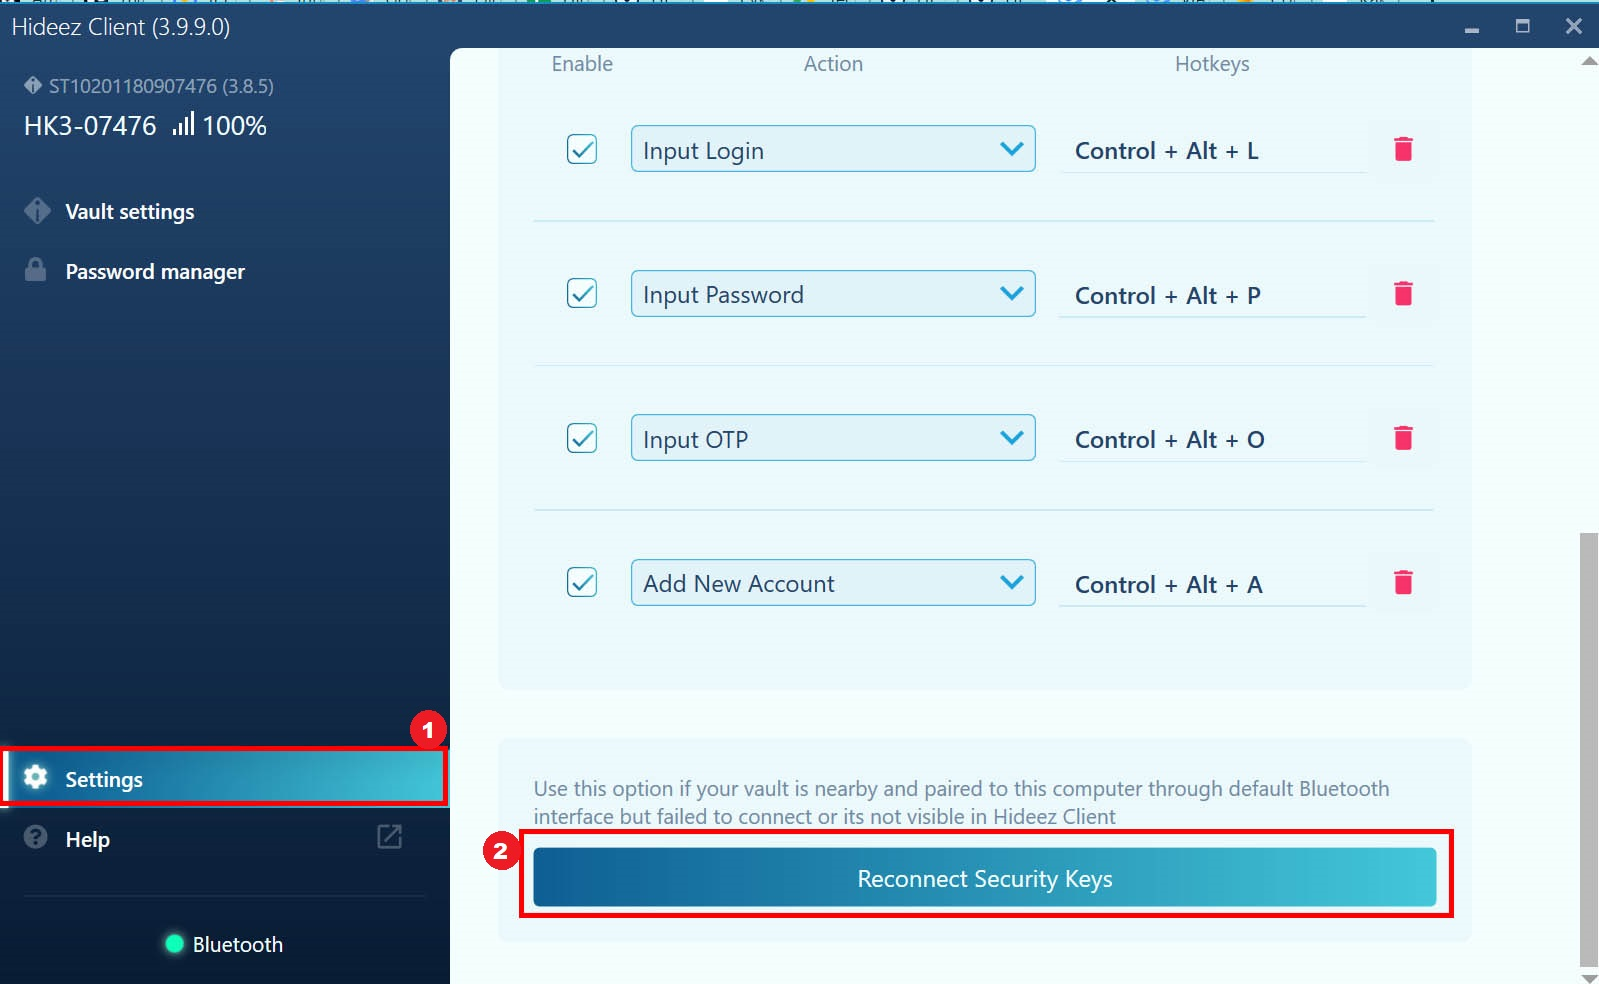 Hideez Client (3.9.9.0)
ST10201180907476 (3.8.5)
HK3-07476 100%
Vault settings
Password manager
1
Settings
Help
Bluetooth
Enable Action Hotkeys
Input Login Control + Alt + L
Input Password Control + Alt + P
Input OTP Control + Alt + O
Add New Account Control + Alt + A
Use this option if your vault is nearby and paired to this computer through default Bluetooth
interface but failed to connect or its not visible in Hideez Client
2
Reconnect Security Keys